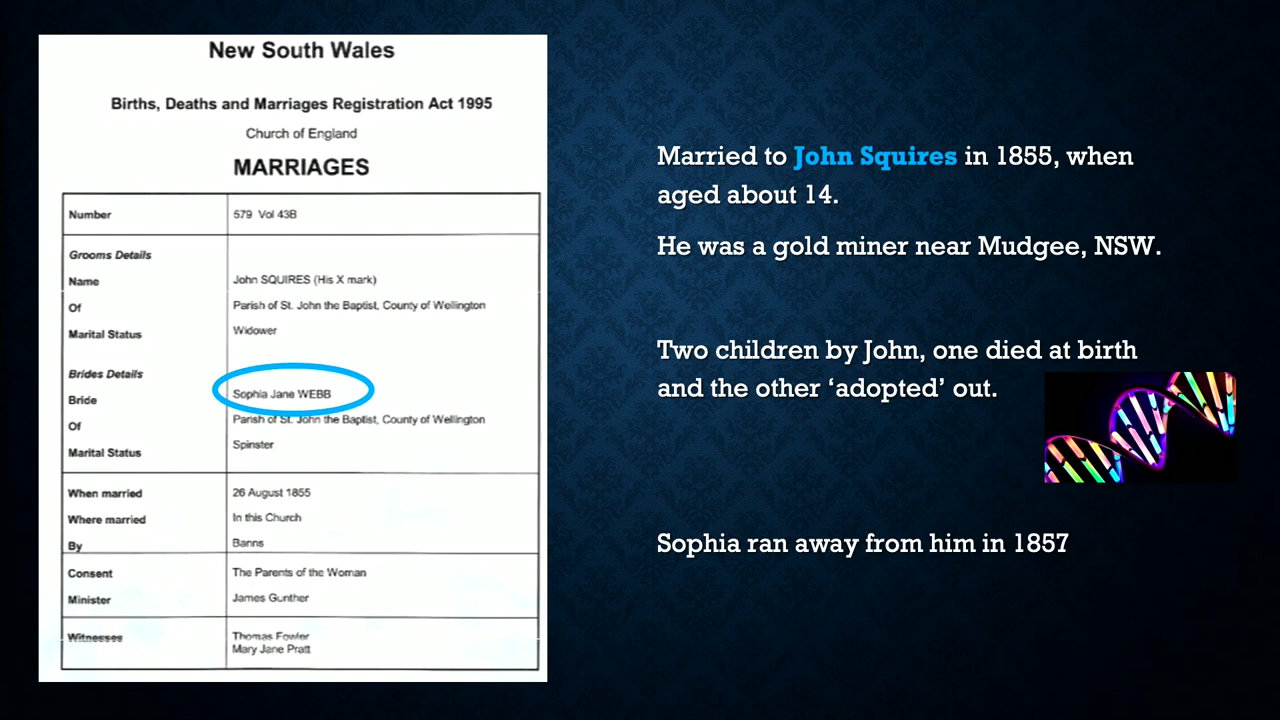 New South Wales
Births, Deaths and Marriages Registration Act 1995
Church of England
MARRIAGES
Number 579 Vol 43B
Grooms Details
Name John SQUIRES (His X mark)
Of Parish of St. John the Baptist, County of Wellington
Marital Status Widower
Brides Details
Bride Sophia Jane WEBB
Of Parish of St. John the Baptist, County of Wellington
Marital Status Spinster
When married 26 August 1855
Where married In this Church
By Banns
Consent The Parents of the Woman
Minister James Gunther
Witnesses Thomas Fowler
Mary Jane Pratt
Married to John Squires in 1855, when
aged about 14.
He was a gold miner near Mudgee, NSW.
Two children by John, one died at birth
and the other ‘adopted’ out.
Sophia ran away from him in 1857